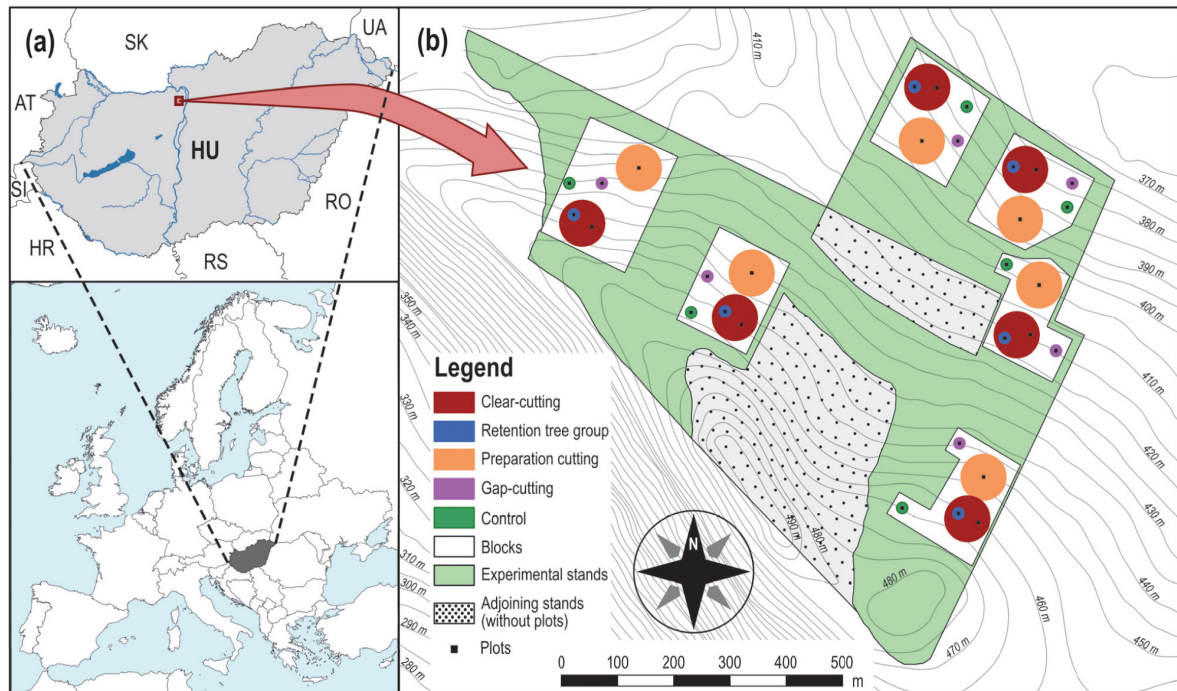 (a)
SK
UA
AT
HU
SI
RO
HR
RS
(b)
410 m
370 m
380 m
390 m
400 m
410 m
420 m
430 m
440 m
450 m
460 m
470 m
480 m
490 m
480 m
350 m
340 m
330 m
320 m
310 m
300 m
290 m
280 m
Legend
Clear-cutting
Retention tree group
Preparation cutting
Gap-cutting
Control
Blocks
Experimental stands
Adjoining stands
(without plots)
Plots
N
0 100 200 300 400 500
m